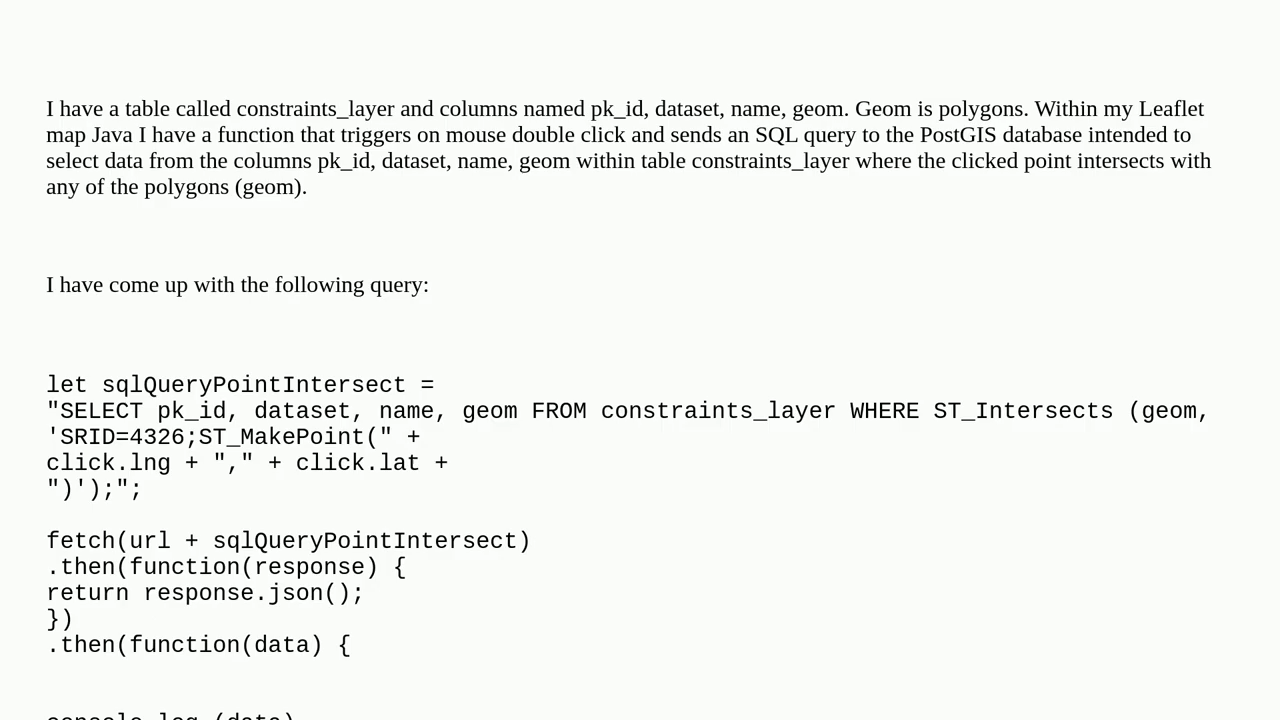 I have a table called constraints_layer and columns named pk_id, dataset, name, geom. Geom is polygons. Within my Leaflet
map Java I have a function that triggers on mouse double click and sends an SQL query to the PostGIS database intended to
select data from the columns pk_id, dataset, name, geom within table constraints_layer where the clicked point intersects with
any of the polygons (geom).
I have come up with the following query:
let sqlQueryPointIntersect =
"SELECT pk_id, dataset, name, geom FROM constraints_layer WHERE ST_Intersects (geom,
'SRID=4326;ST_MakePoint(" +
click.lng + "," + click.lat +
")');";
fetch(url + sqlQueryPointIntersect)
.then(function(response) {
return response.json();
})
.then(function(data) {
console.log (data)